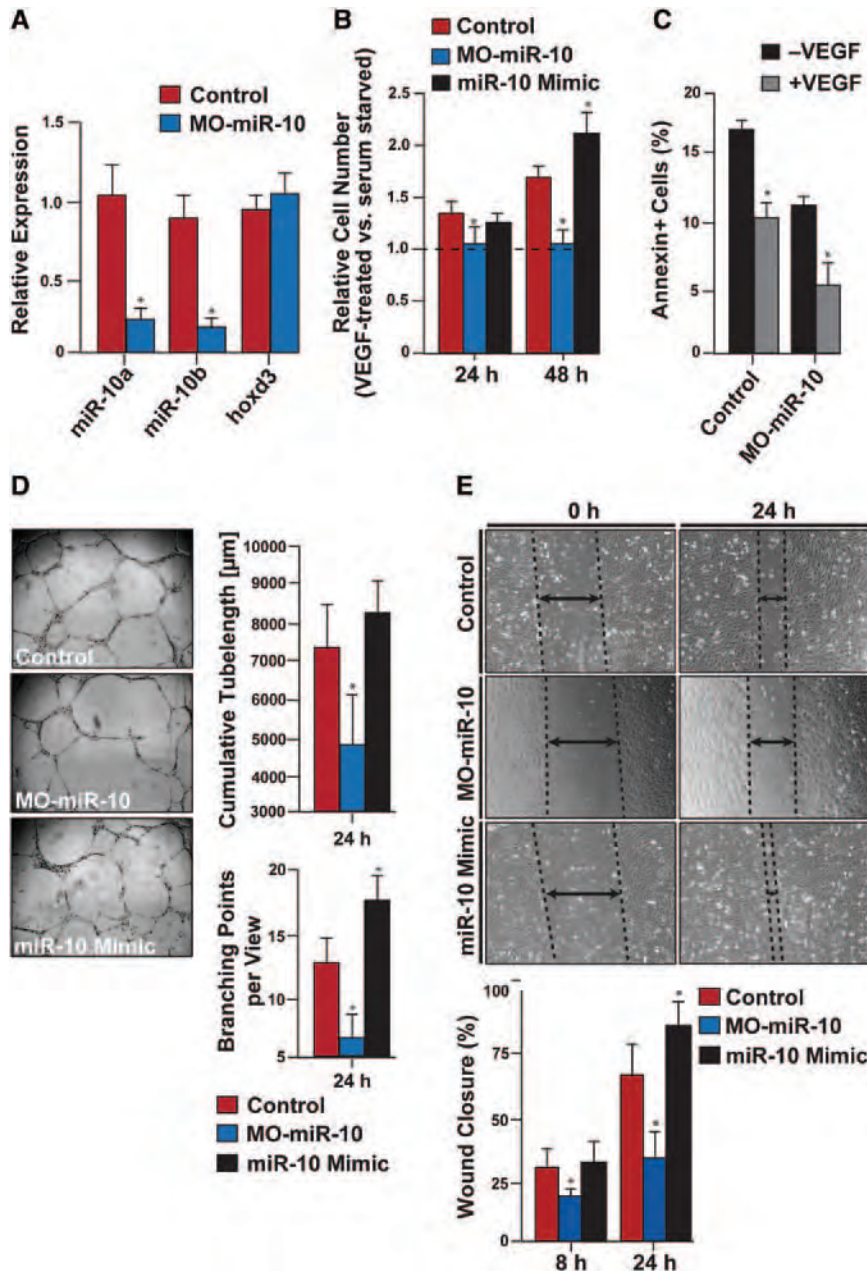 A
Control
MO-miR-10
Relative Expression
1.5
1.0
0.5
0
*
*
miR-10a
miR-10b
hoxd3
B
Control
MO-miR-10
miR-10 Mimic
Relative Cell Number
(VEGF-treated vs. serum starved)
2.5
2.0
1.5
1.0
0.5
0
*
*
*
24 h
48 h
C
–VEGF
+VEGF
Annexin+ Cells (%)
20
15
10
5
0
*
*
Control
MO-miR-10
D
Control
MO-miR-10
miR-10 Mimic
Cumulative Tubelength [µm]
10000
9000
8000
7000
6000
5000
4000
3000
*
24 h
Branching Points
per View
20
15
10
5
*
*
24 h
Control
MO-miR-10
miR-10 Mimic
E
0 h
24 h
Control
MO-miR-10
miR-10 Mimic
Wound Closure (%)
100
75
50
25
0
*
*
*
8 h
24 h
Control
MO-miR-10
miR-10 Mimic